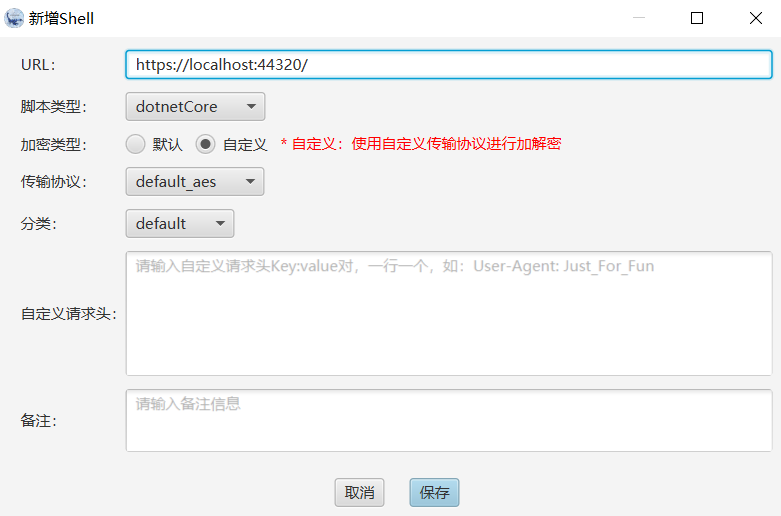 新增Shell
URL: https://localhost:44320/
脚本类型: dotnetCore
加密类型: 默认 自定义 * 自定义：使用自定义传输协议进行加解密
传输协议: default_aes
分类: default
自定义请求头: 请输入自定义请求头Key:value对，一行一个，如：User-Agent: Just_For_Fun
备注: 请输入备注信息
取消 保存